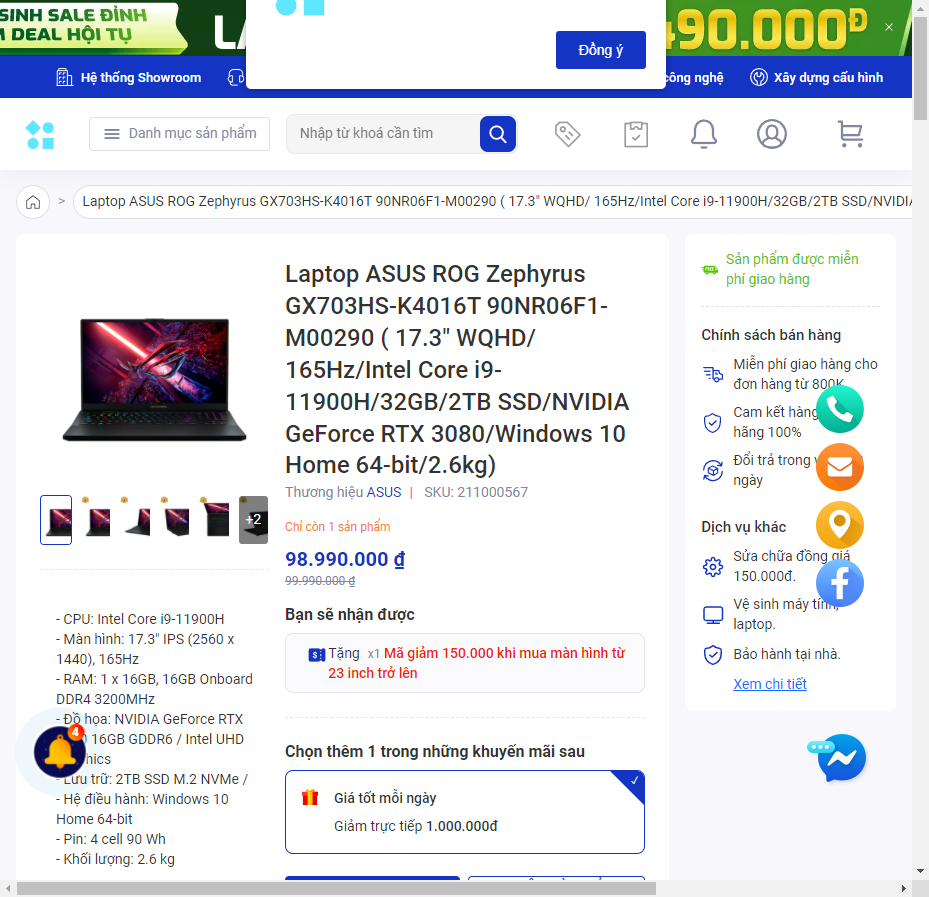 SINH SALE ĐỈNH
DEAL HỘI TỤ
490.000Đ
Đồng ý
Hệ thống Showroom
công nghệ
Xây dựng cấu hình
Danh mục sản phẩm
Nhập từ khoá cần tìm
> Laptop ASUS ROG Zephyrus GX703HS-K4016T 90NR06F1-M00290 ( 17.3" WQHD/ 165Hz/Intel Core i9-11900H/32GB/2TB SSD/NVIDIA
Laptop ASUS ROG Zephyrus
GX703HS-K4016T 90NR06F1-
M00290 ( 17.3" WQHD/
165Hz/Intel Core i9-
11900H/32GB/2TB SSD/NVIDIA
GeForce RTX 3080/Windows 10
Home 64-bit/2.6kg)
Thương hiệu ASUS | SKU: 211000567
Chỉ còn 1 sản phẩm
98.990.000 ₫
99.990.000 ₫
+2
- CPU: Intel Core i9-11900H
- Màn hình: 17.3" IPS (2560 x
1440), 165Hz
- RAM: 1 x 16GB, 16GB Onboard
DDR4 3200MHz
- Đồ họa: NVIDIA GeForce RTX
16GB GDDR6 / Intel UHD
- Lưu trữ: 2TB SSD M.2 NVMe /
- Hệ điều hành: Windows 10
Home 64-bit
- Pin: 4 cell 90 Wh
- Khối lượng: 2.6 kg
4
Bạn sẽ nhận được
Tặng x1 Mã giảm 150.000 khi mua màn hình từ
23 inch trở lên
Chọn thêm 1 trong những khuyến mãi sau
Giá tốt mỗi ngày
Giảm trực tiếp 1.000.000đ
FREE
Sản phẩm được miễn
phí giao hàng
Chính sách bán hàng
Miễn phí giao hàng cho
đơn hàng từ 800K
Cam kết hàng
hãng 100%
Đổi trả trong
ngày
Dịch vụ khác
Sửa chữa đồng giá
150.000đ.
Vệ sinh máy tính,
laptop.
Bảo hành tại nhà.
Xem chi tiết